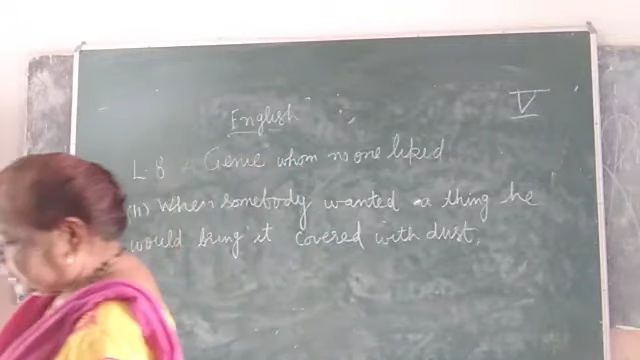 English
V
L. 8 Genie whom no one liked
(ii) When somebody wanted a thing he
would bring it covered with dust.